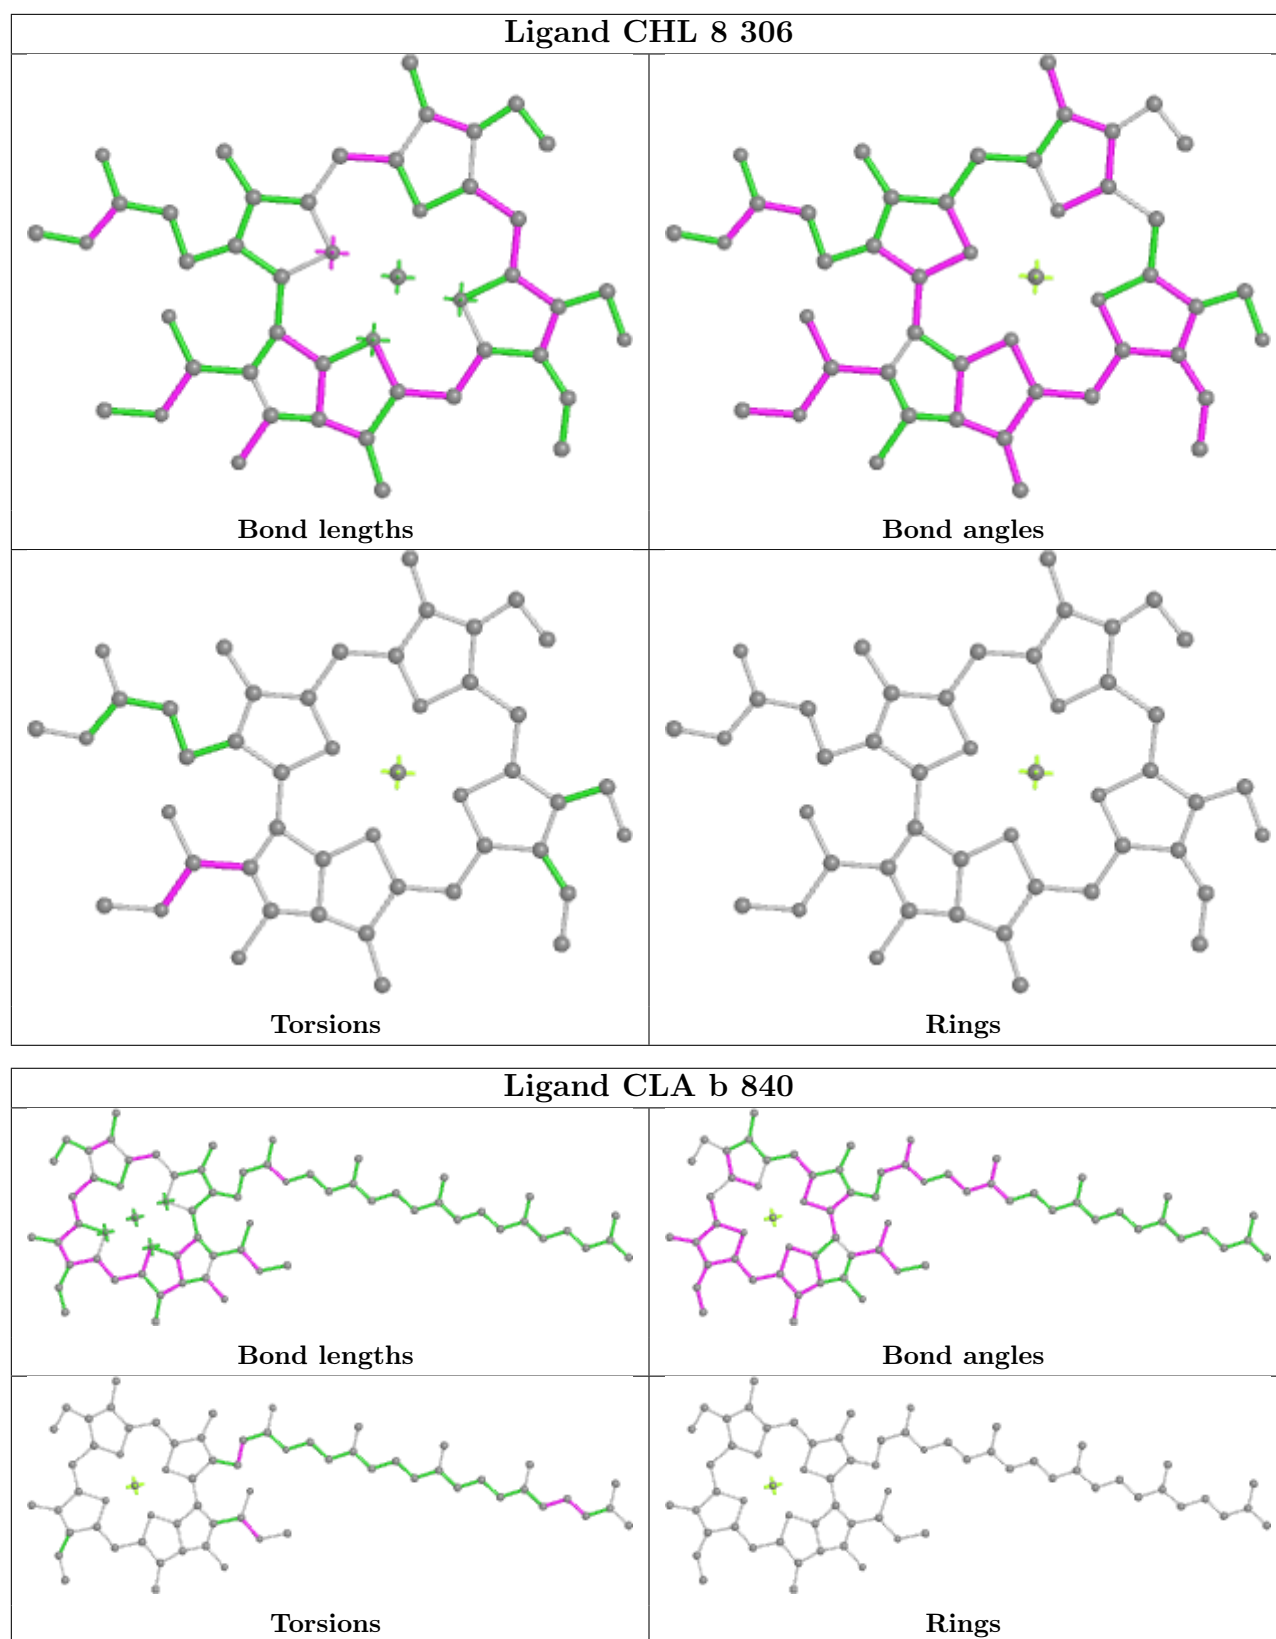 Ligand CHL 8 306
Bond lengths
Bond angles
Torsions
Rings
Ligand CLA b 840
Bond lengths
Bond angles
Torsions
Rings